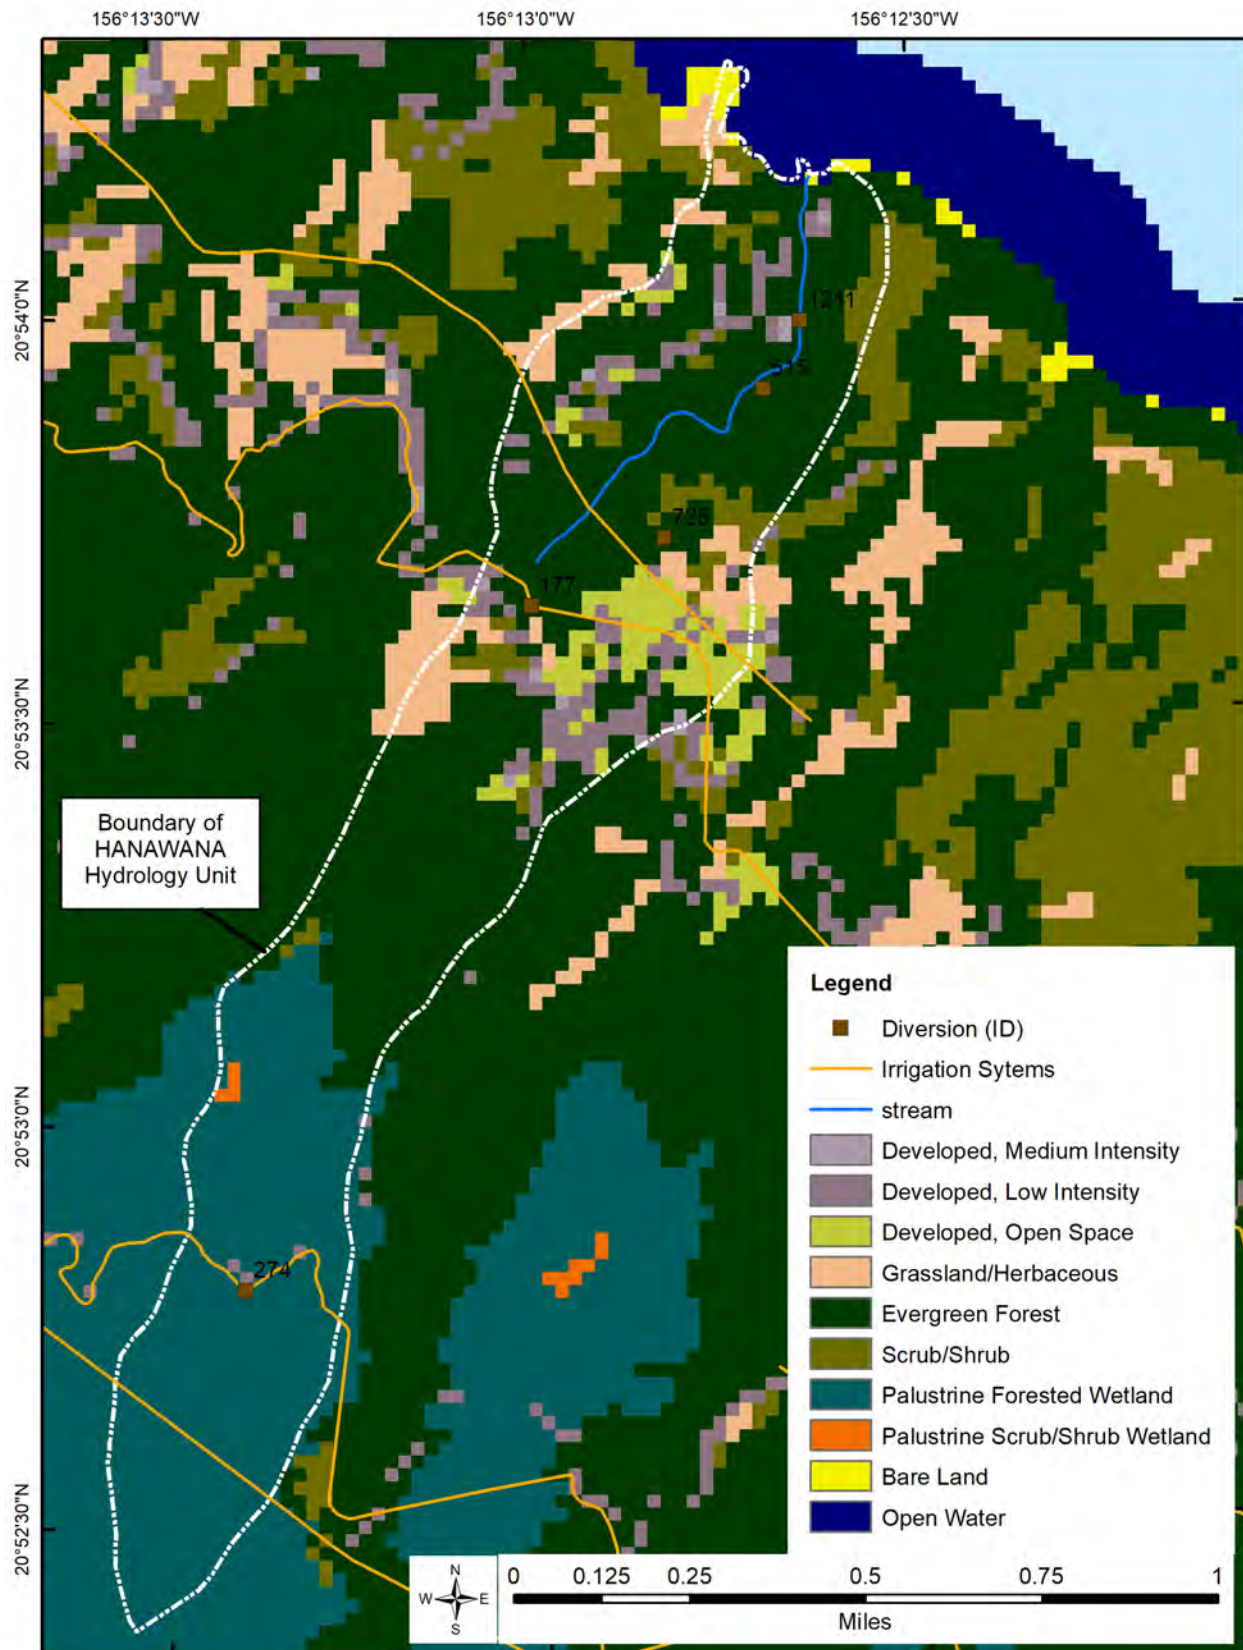 156°13'30"W 156°13'0"W 156°12'30"W
20°54'0"N
1211
515
725
177
20°53'30"N
Boundary of
HANAWANA
Hydrology Unit
20°53'0"N
274
20°52'30"N
Legend
Diversion (ID)
Irrigation Sytems
stream
Developed, Medium Intensity
Developed, Low Intensity
Developed, Open Space
Grassland/Herbaceous
Evergreen Forest
Scrub/Shrub
Palustrine Forested Wetland
Palustrine Scrub/Shrub Wetland
Bare Land
Open Water
N
W E
S
0 0.125 0.25 0.5 0.75 1
Miles